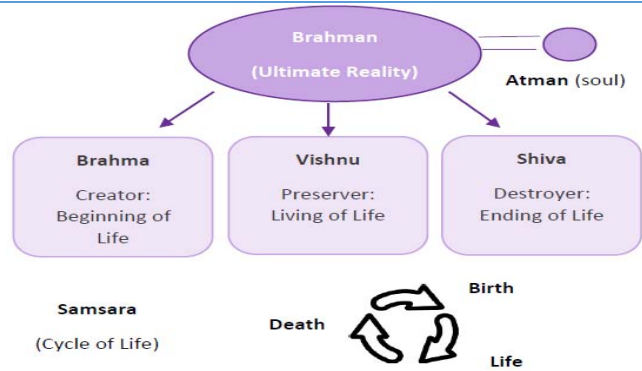 Brahman
(Ultimate Reality)
Atman (soul)
Brahma
Creator:
Beginning of
Life
Vishnu
Preserver:
Living of Life
Shiva
Destroyer:
Ending of Life
Samsara
(Cycle of Life)
Birth
Death
Life